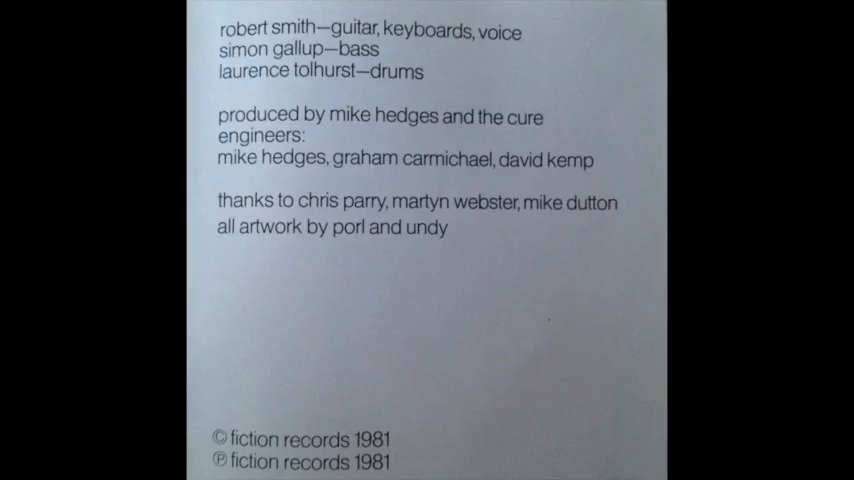 robert smith—guitar, keyboards, voice
simon gallup—bass
laurence tolhurst—drums
produced by mike hedges and the cure
engineers:
mike hedges, graham carmichael, david kemp
thanks to chris parry, martyn webster, mike dutton
all artwork by porl and undy
© fiction records 1981
℗ fiction records 1981